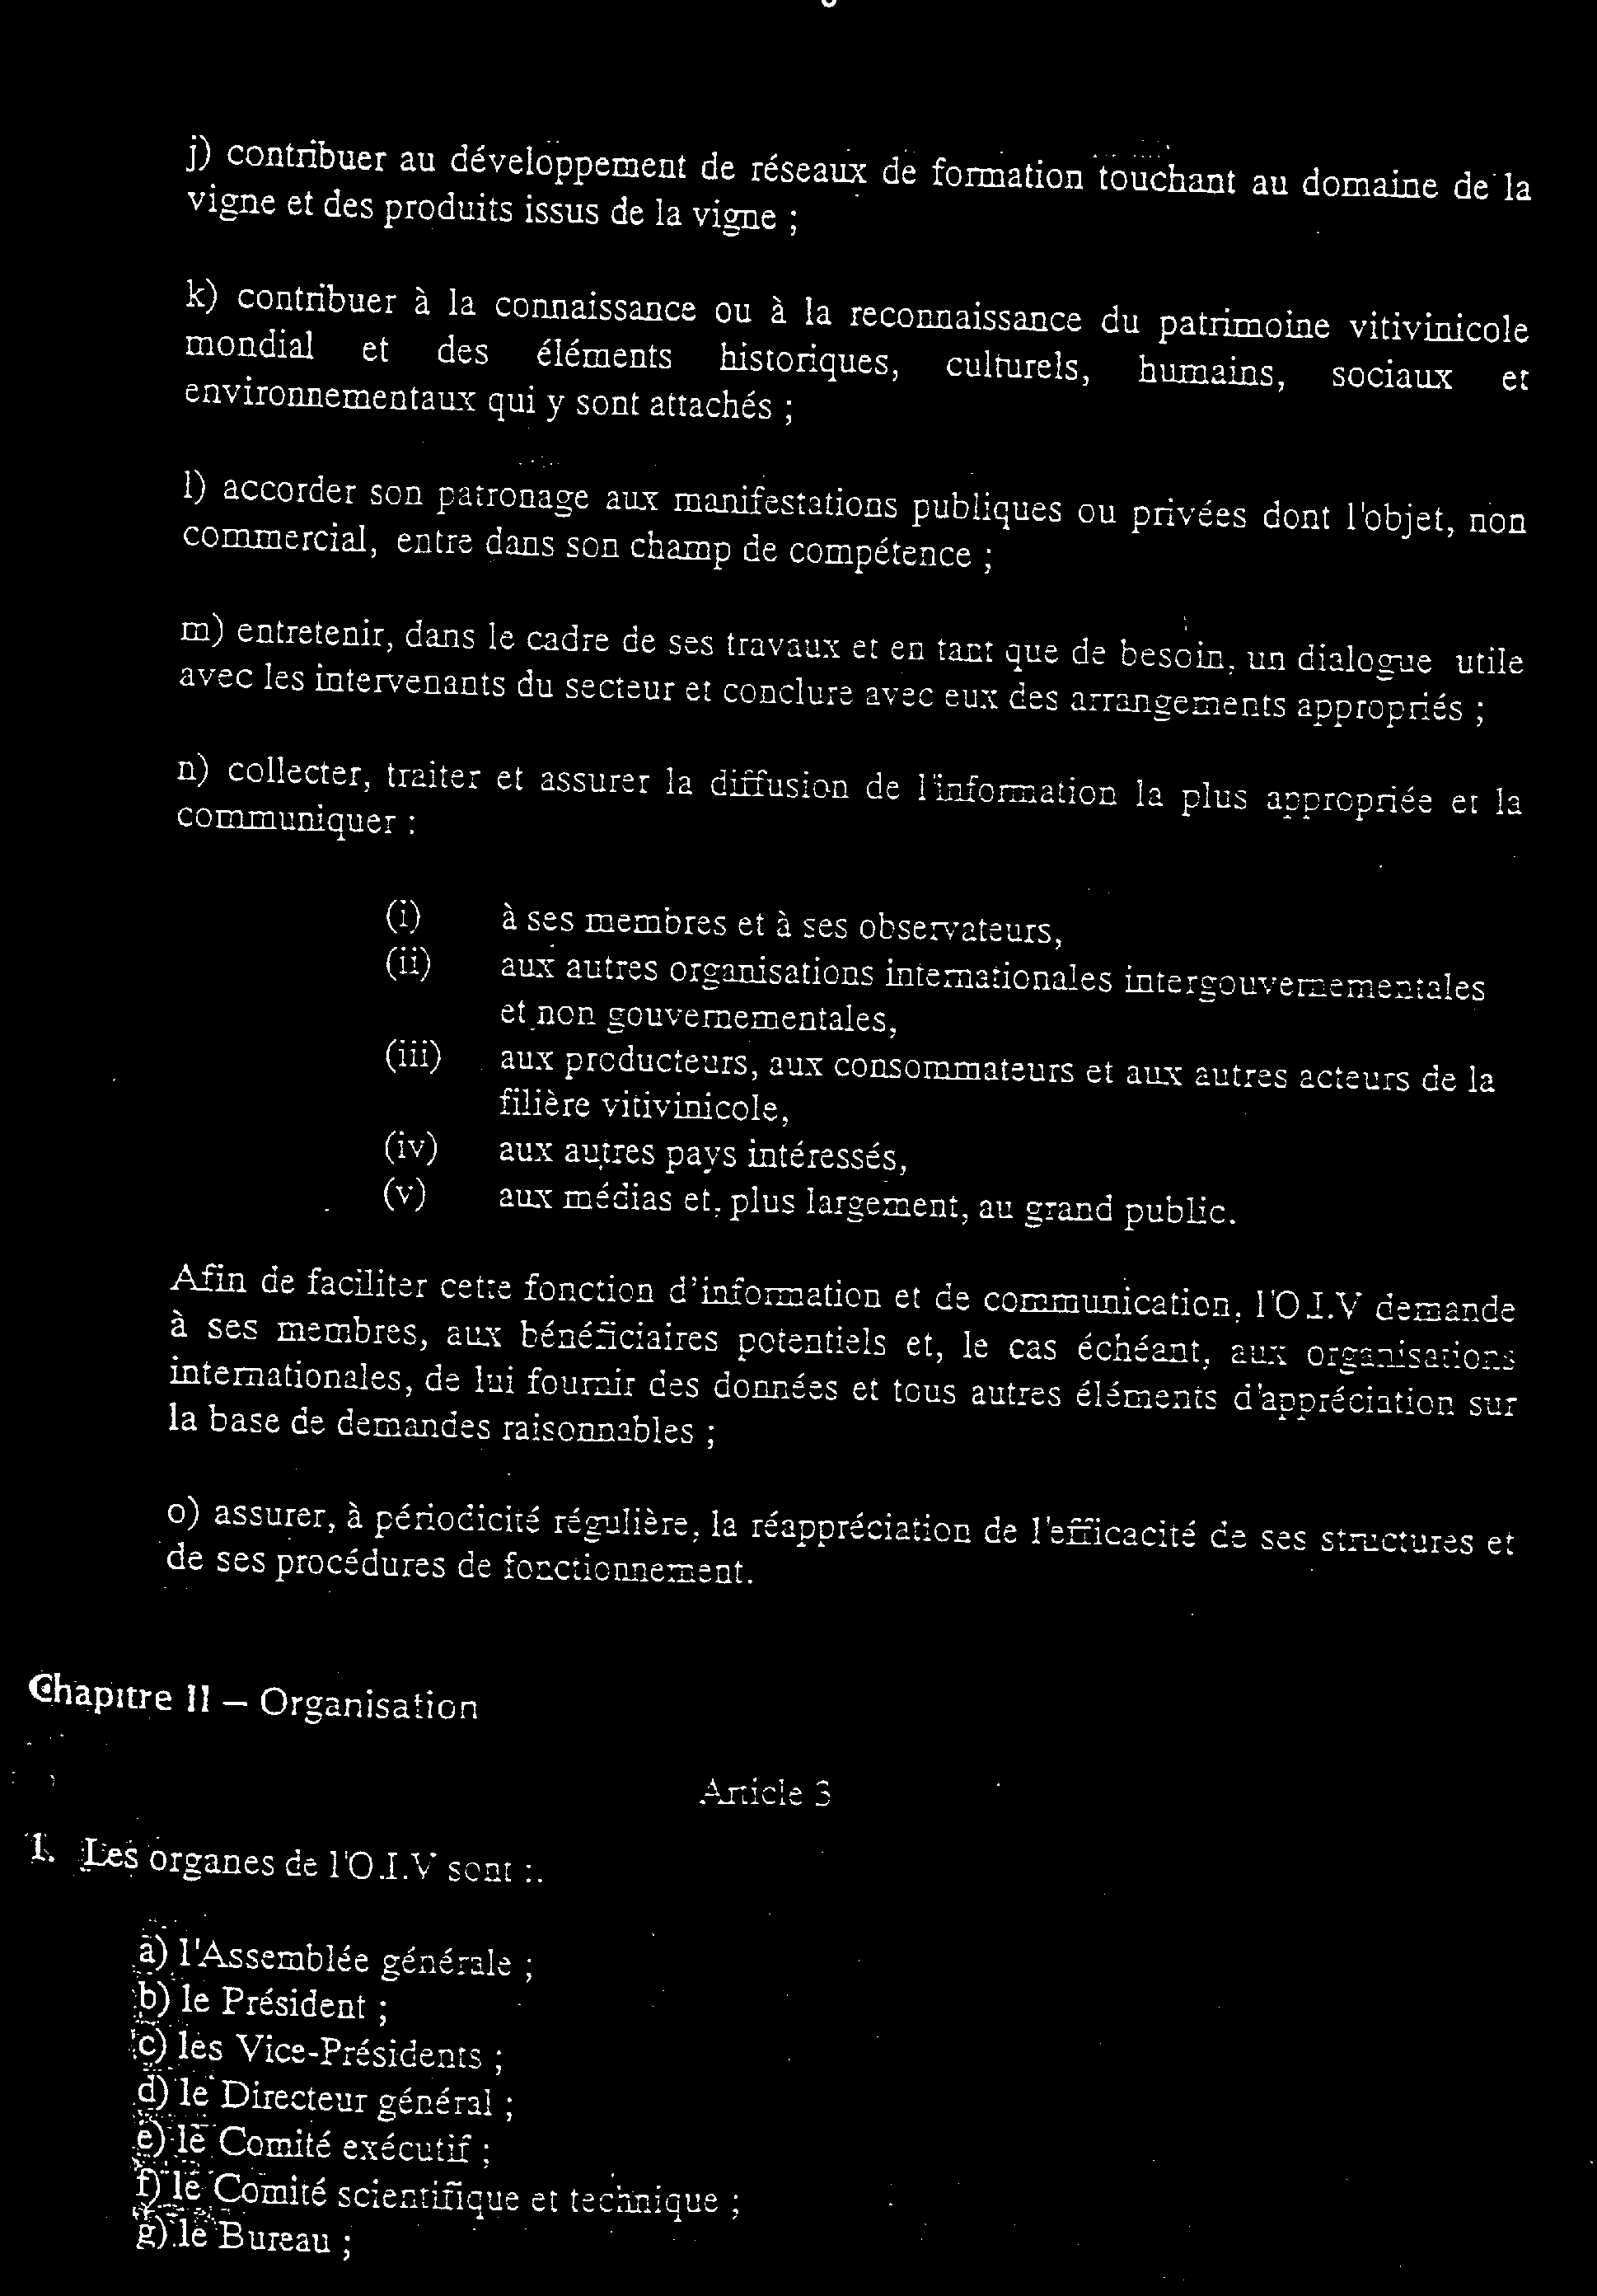 j) contribuer au développement de réseaux de formation touchant au domaine de la
vigne et des produits issus de la vigne ;
k) contribuer à la connaissance ou à la reconnaissance du patrimoine vitivinicole
mondial et des éléments historiques, culturels, humains, sociaux et
environnementaux qui y sont attachés ;
l) accorder son patronage aux manifestations publiques ou privées dont l'objet, non
commercial, entre dans son champ de compétence ;
m) entretenir, dans le cadre de ses travaux et en tant que de besoin, un dialogue utile
avec les intervenants du secteur et conclure avec eux des arrangements appropriés ;
n) collecter, traiter et assurer la diffusion de l'information la plus appropriée et la
communiquer :
(i) à ses membres et à ses observateurs,
(ii) aux autres organisations internationales intergouvernementales
et non gouvernementales,
(iii) aux producteurs, aux consommateurs et aux autres acteurs de la
filière vitivinicole,
(iv) aux autres pays intéressés,
(v) aux médias et, plus largement, au grand public.
Afin de faciliter cette fonction d'information et de communication, l'O.I.V demande
à ses membres, aux bénéficiaires potentiels et, le cas échéant, aux organisations
internationales, de lui fournir des données et tous autres éléments d'appréciation sur
la base de demandes raisonnables ;
o) assurer, à périodicité régulière, la réappréciation de l'efficacité de ses structures et
de ses procédures de fonctionnement.
Chapitre II – Organisation
Article 3
1. Les organes de l'O.I.V sont :
a) l'Assemblée générale ;
b) le Président ;
c) les Vice-Présidents ;
d) le Directeur général ;
e) le Comité exécutif ;
f) le Comité scientifique et technique ;
g) le Bureau ;